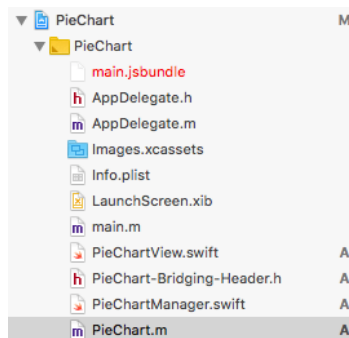 PieChart M
PieChart
main.jsbundle
AppDelegate.h
AppDelegate.m
Images.xcassets
Info.plist
LaunchScreen.xib
main.m
PieChartView.swift A
PieChart-Bridging-Header.h A
PieChartManager.swift A
PieChart.m A